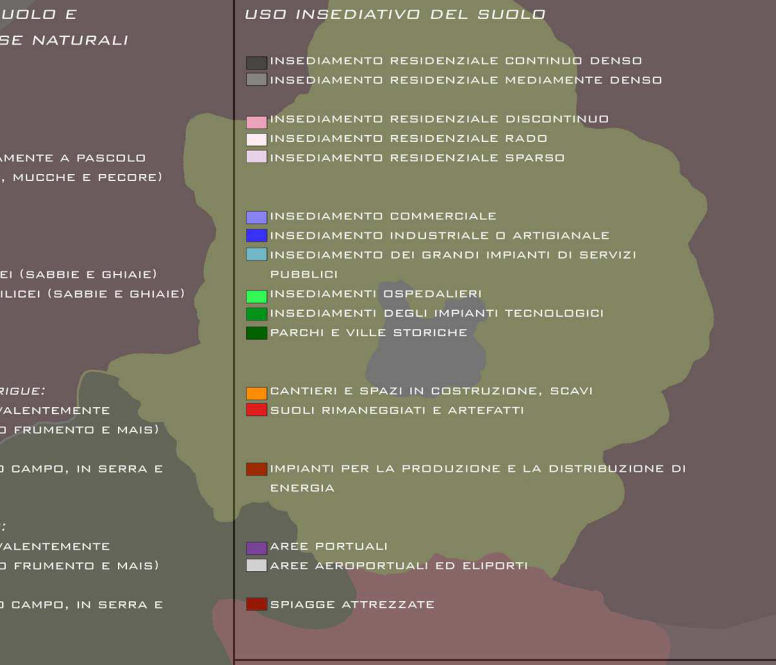 UOLO E
SE NATURALI
AMENTE A PASCOLO
, MUCCHE E PECORE)
EI (SABBIE E GHIAIE)
ILICEI (SABBIE E GHIAIE)
RIGUE:
VALENTEMENTE
O FRUMENTO E MAIS)
O CAMPO, IN SERRA E
:
VALENTEMENTE
O FRUMENTO E MAIS)
O CAMPO, IN SERRA E
USO INSEDIATIVO DEL SUOLO
INSEDIAMENTO RESIDENZIALE CONTINUO DENSO
INSEDIAMENTO RESIDENZIALE MEDIAMENTE DENSO
INSEDIAMENTO RESIDENZIALE DISCONTINUO
INSEDIAMENTO RESIDENZIALE RADO
INSEDIAMENTO RESIDENZIALE SPARSO
INSEDIAMENTO COMMERCIALE
INSEDIAMENTO INDUSTRIALE O ARTIGIANALE
INSEDIAMENTO DEI GRANDI IMPIANTI DI SERVIZI
PUBBLICI
INSEDIAMENTI OSPEDALIERI
INSEDIAMENTI DEGLI IMPIANTI TECNOLOGICI
PARCHI E VILLE STORICHE
CANTIERI E SPAZI IN COSTRUZIONE, SCAVI
SUOLI RIMANEGGIATI E ARTEFATTI
IMPIANTI PER LA PRODUZIONE E LA DISTRIBUZIONE DI
ENERGIA
AREE PORTUALI
AREE AEROPORTUALI ED ELIPORTI
SPIAGGE ATTREZZATE